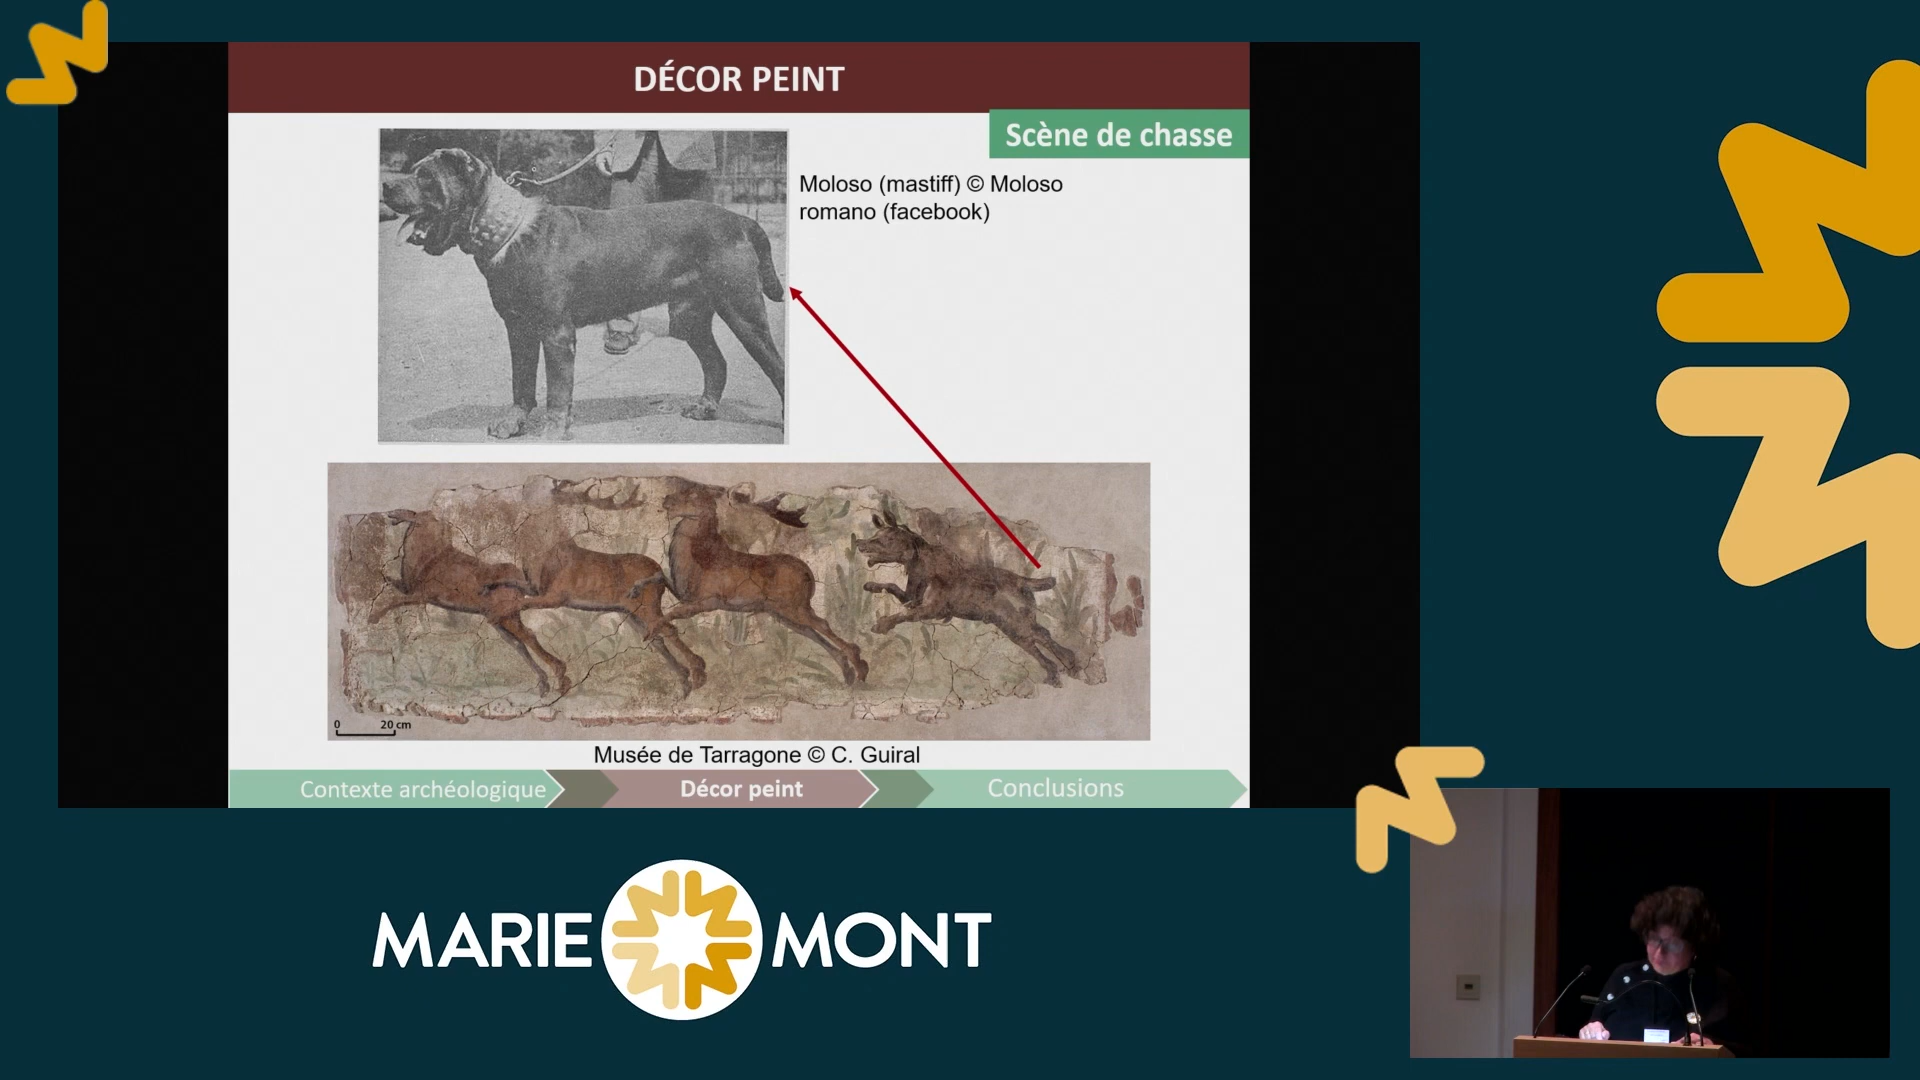 DÉCOR PEINT
Scène de chasse
Moloso (mastiff) © Moloso
romano (facebook)
0 20 cm
Musée de Tarragone © C. Guiral
Contexte archéologique Décor peint Conclusions
MARIE MONT